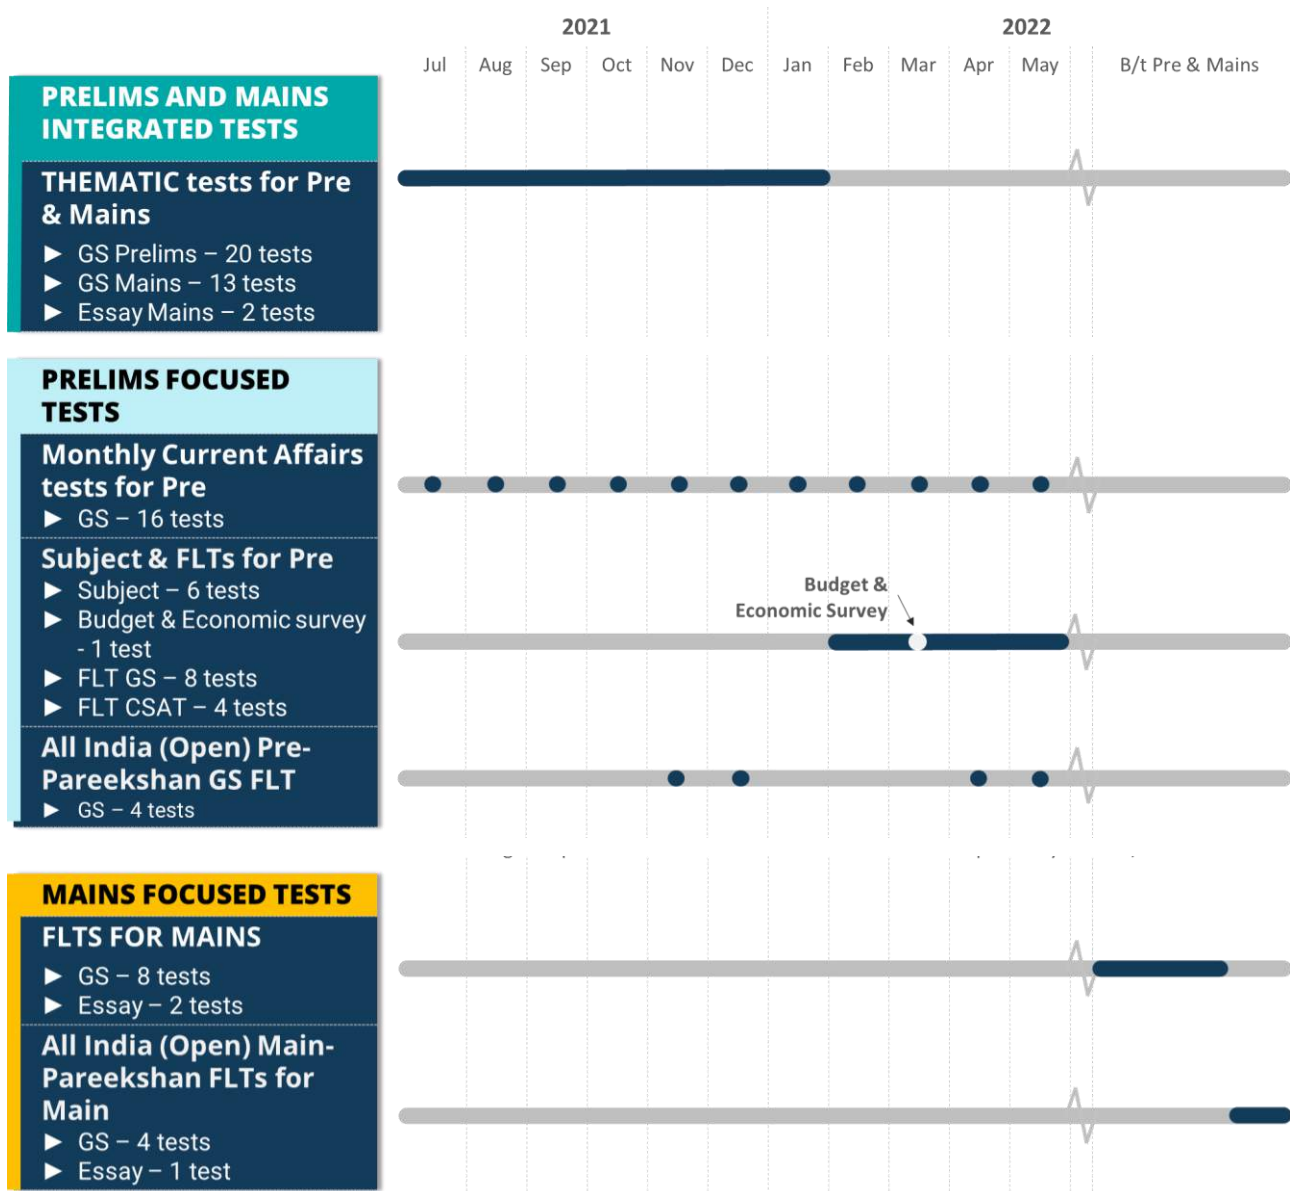 2021 2022
Jul Aug Sep Oct Nov Dec Jan Feb Mar Apr May B/t Pre & Mains
PRELIMS AND MAINS
INTEGRATED TESTS
THEMATIC tests for Pre
& Mains
► GS Prelims – 20 tests
► GS Mains – 13 tests
► Essay Mains – 2 tests
PRELIMS FOCUSED
TESTS
Monthly Current Affairs
tests for Pre
► GS – 16 tests
Subject & FLTs for Pre
► Subject – 6 tests
► Budget & Economic survey
- 1 test
► FLT GS – 8 tests
► FLT CSAT – 4 tests
Budget &
Economic Survey
All India (Open) Pre-
Pareekshan GS FLT
► GS – 4 tests
MAINS FOCUSED TESTS
FLTS FOR MAINS
► GS – 8 tests
► Essay – 2 tests
All India (Open) Main-
Pareekshan FLTs for
Main
► GS – 4 tests
► Essay – 1 test